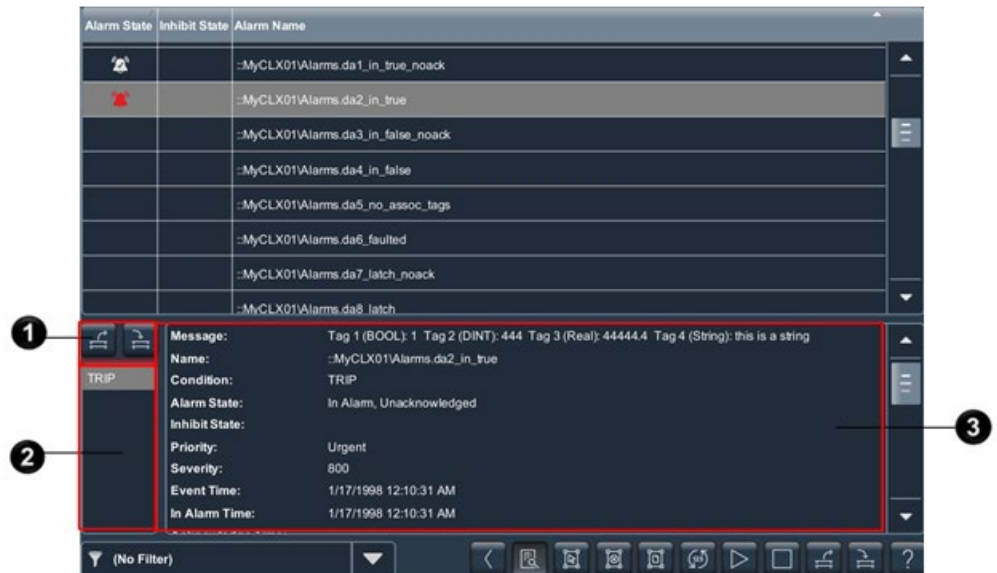 Alarm State Inhibit State Alarm Name
::MyCLX01\Alarms.da1_in_true_noack
::MyCLX01\Alarms.da2_in_true
::MyCLX01\Alarms.da3_in_false_noack
::MyCLX01\Alarms.da4_in_false
::MyCLX01\Alarms.da5_no_assoc_tags
::MyCLX01\Alarms.da6_faulted
::MyCLX01\Alarms.da7_latch_noack
::MyCLX01\Alarms.da8_latch
1
TRIP
2
Message: Tag 1 (BOOL): 1 Tag 2 (DINT): 444 Tag 3 (Real): 44444.4 Tag 4 (String): this is a string
Name: ::MyCLX01\Alarms.da2_in_true
Condition: TRIP
Alarm State: In Alarm, Unacknowledged
Inhibit State:
Priority: Urgent
Severity: 800
Event Time: 1/17/1998 12:10:31 AM
In Alarm Time: 1/17/1998 12:10:31 AM
3
(No Filter)
?